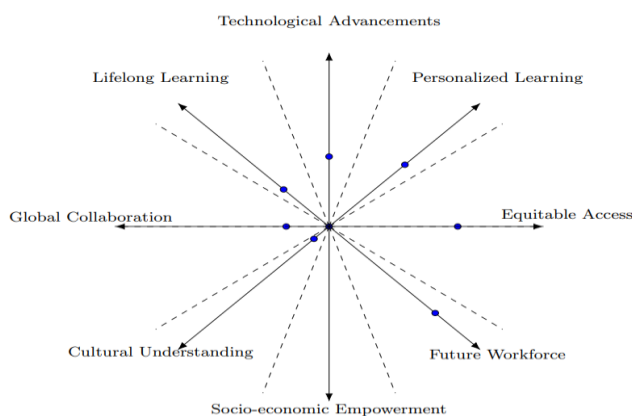 Technological Advancements
Lifelong Learning
Personalized Learning
Global Collaboration
Equitable Access
Cultural Understanding
Future Workforce
Socio-economic Empowerment